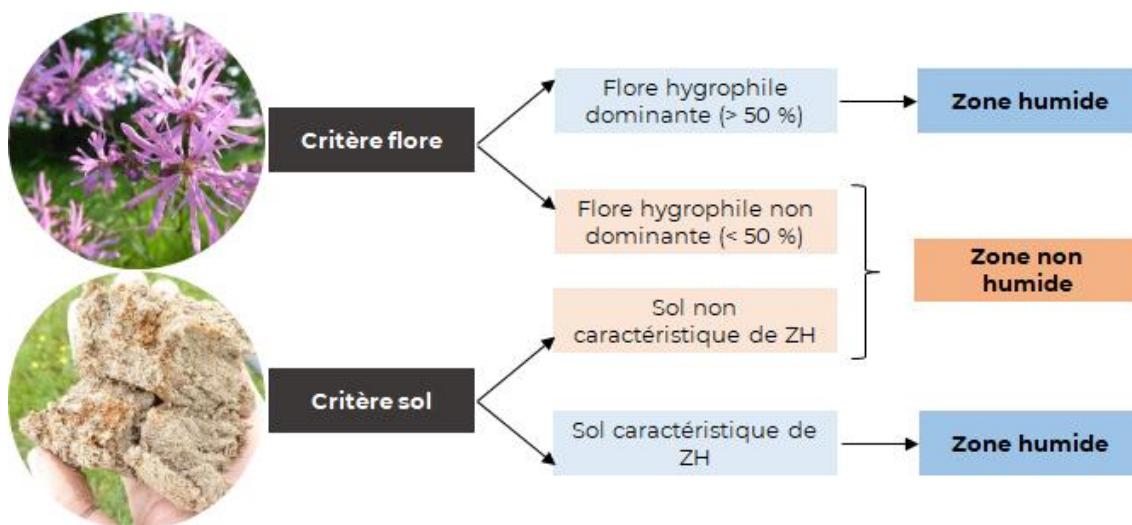 Critère flore
Flore hygrophile
dominante (> 50 %)
Zone humide
Flore hygrophile non
dominante (< 50 %)
Zone non
humide
Sol non
caractéristique de ZH
Critère sol
Sol caractéristique de
ZH
Zone humide